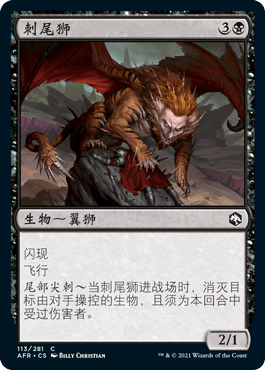 刺尾狮 3
生物～翼狮
闪现
飞行
尾部尖刺～当刺尾狮进战场时，消灭目
标由对手操控的生物，且须为本回合中
受过伤害者。
113/281 C
AFR • CS BILLY CHRISTIAN
2/1
™ & © 2021 Wizards of the Coast